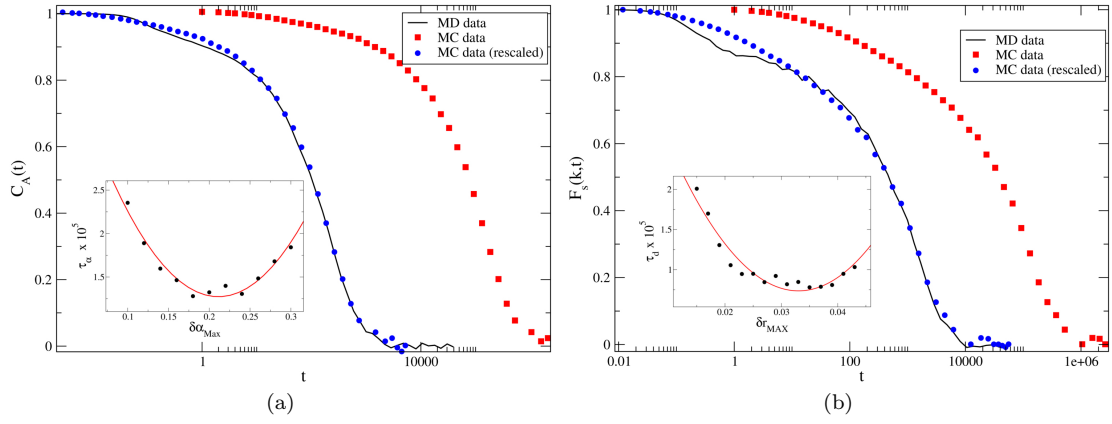 MD data
MC data
MC data (rescaled)
1
0.8
0.6
0.4
0.2
0
C_A(t)
1
10000
t
2.5
2
1.5
τ_α x 10^5
0.1
0.15
0.2
0.25
0.3
δα_Max
(a)
MD data
MC data
MC data (rescaled)
1
0.8
0.6
0.4
0.2
0
F_s(k,t)
0.01
1
100
10000
1e+06
t
2
1.5
1
τ_d x 10^5
0.02
0.03
0.04
δr_MAX
(b)